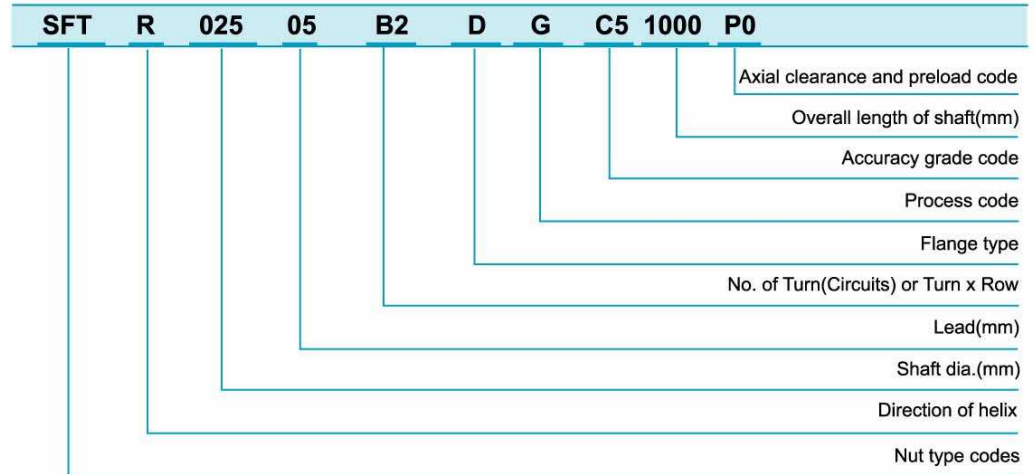 SFT R 025 05 B2 D G C5 1000 P0
Axial clearance and preload code
Overall length of shaft(mm)
Accuracy grade code
Process code
Flange type
No. of Turn(Circuits) or Turn x Row
Lead(mm)
Shaft dia.(mm)
Direction of helix
Nut type codes